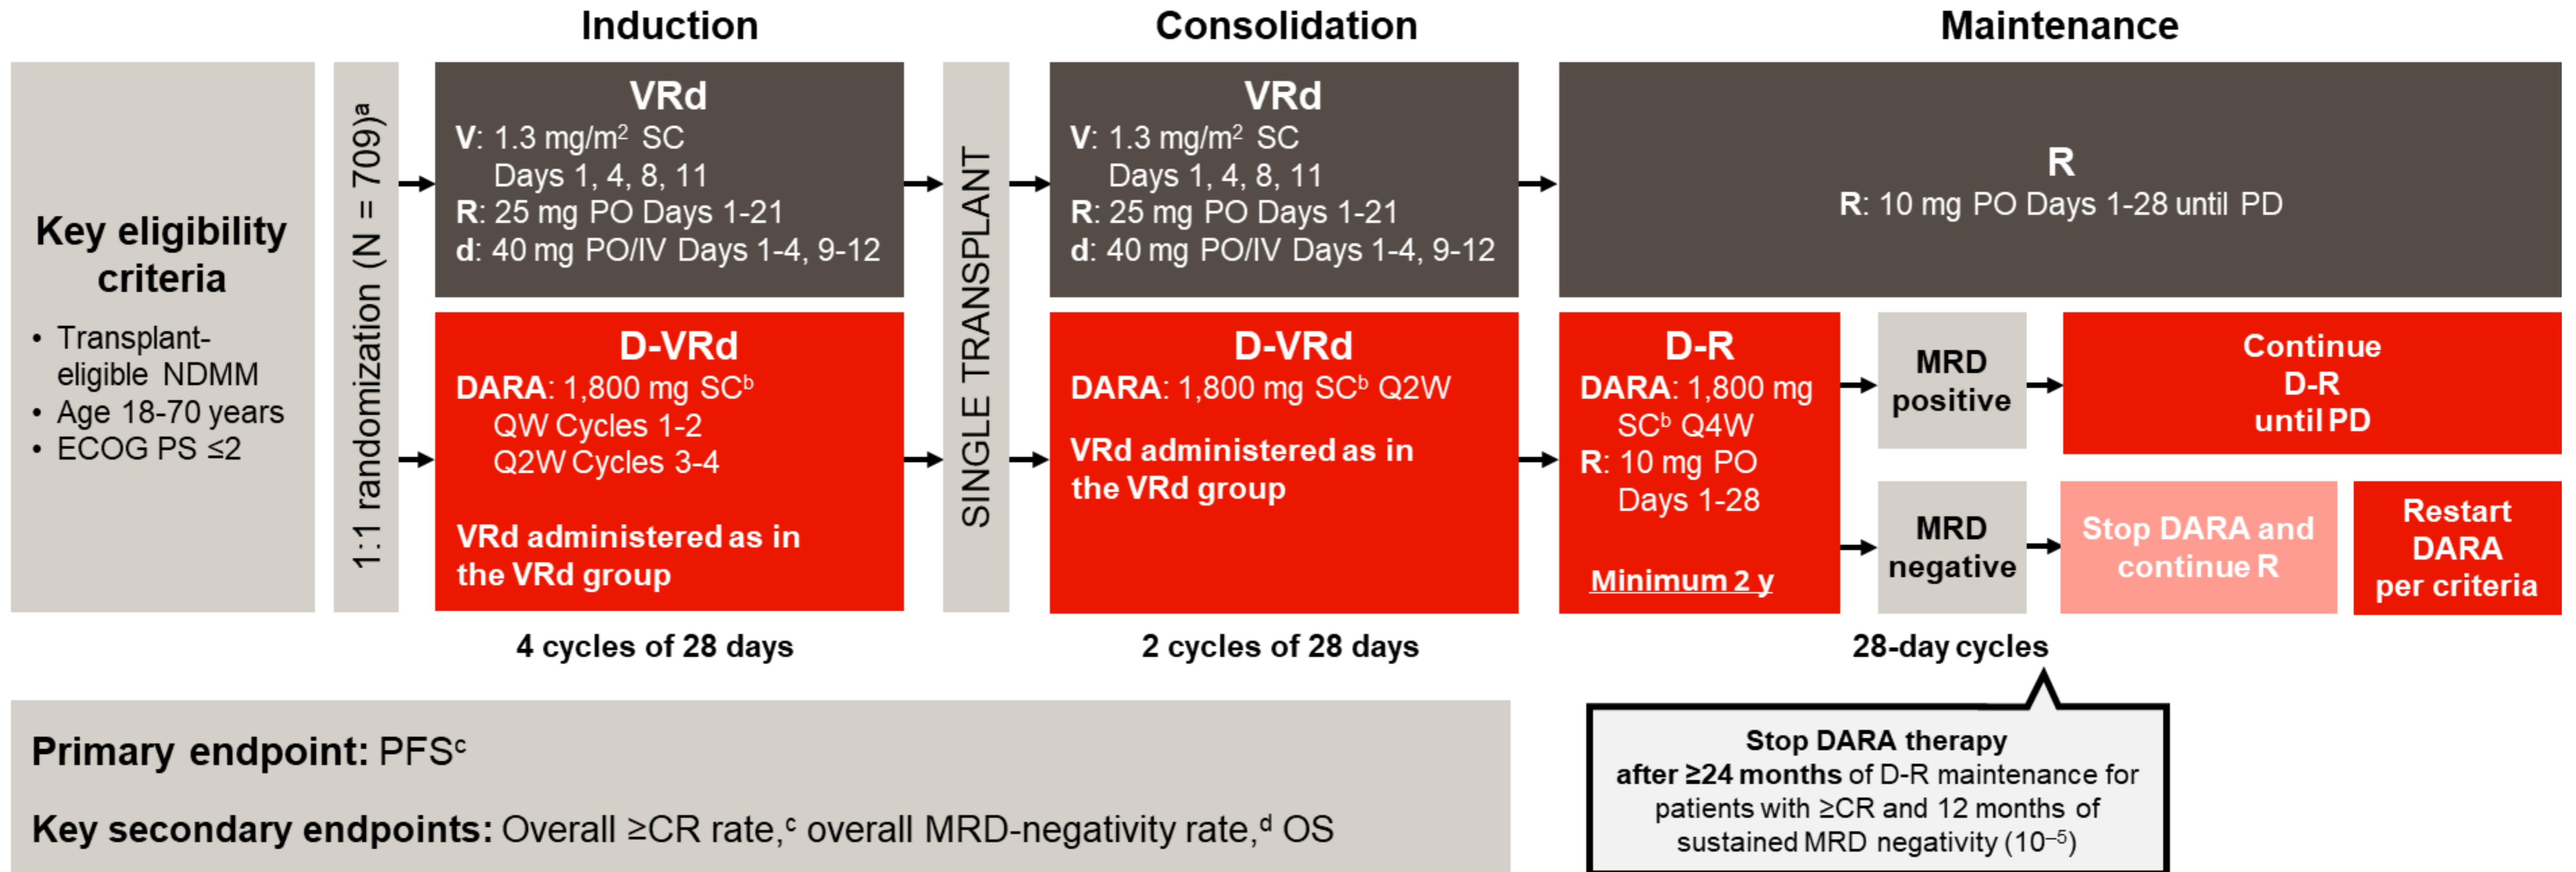 Induction
Consolidation
Maintenance
Key eligibility
criteria
• Transplant-
eligible NDMM
• Age 18-70 years
• ECOG PS ≤2
1:1 randomization (N = 709)ᵃ
VRd
V: 1.3 mg/m² SC
Days 1, 4, 8, 11
R: 25 mg PO Days 1-21
d: 40 mg PO/IV Days 1-4, 9-12
D-VRd
DARA: 1,800 mg SCᵇ
QW Cycles 1-2
Q2W Cycles 3-4
VRd administered as in
the VRd group
4 cycles of 28 days
SINGLE TRANSPLANT
VRd
V: 1.3 mg/m² SC
Days 1, 4, 8, 11
R: 25 mg PO Days 1-21
d: 40 mg PO/IV Days 1-4, 9-12
D-VRd
DARA: 1,800 mg SCᵇ Q2W
VRd administered as in
the VRd group
2 cycles of 28 days
R
R: 10 mg PO Days 1-28 until PD
D-R
DARA: 1,800 mg
SCᵇ Q4W
R: 10 mg PO
Days 1-28
Minimum 2 y
MRD
positive
Continue
D-R
until PD
MRD
negative
Stop DARA and
continue R
Restart
DARA
per criteria
28-day cycles
Stop DARA therapy
after ≥24 months of D-R maintenance for
patients with ≥CR and 12 months of
sustained MRD negativity (10⁻⁵)
Primary endpoint: PFSᶜ
Key secondary endpoints: Overall ≥CR rate,ᶜ overall MRD-negativity rate,ᵈ OS